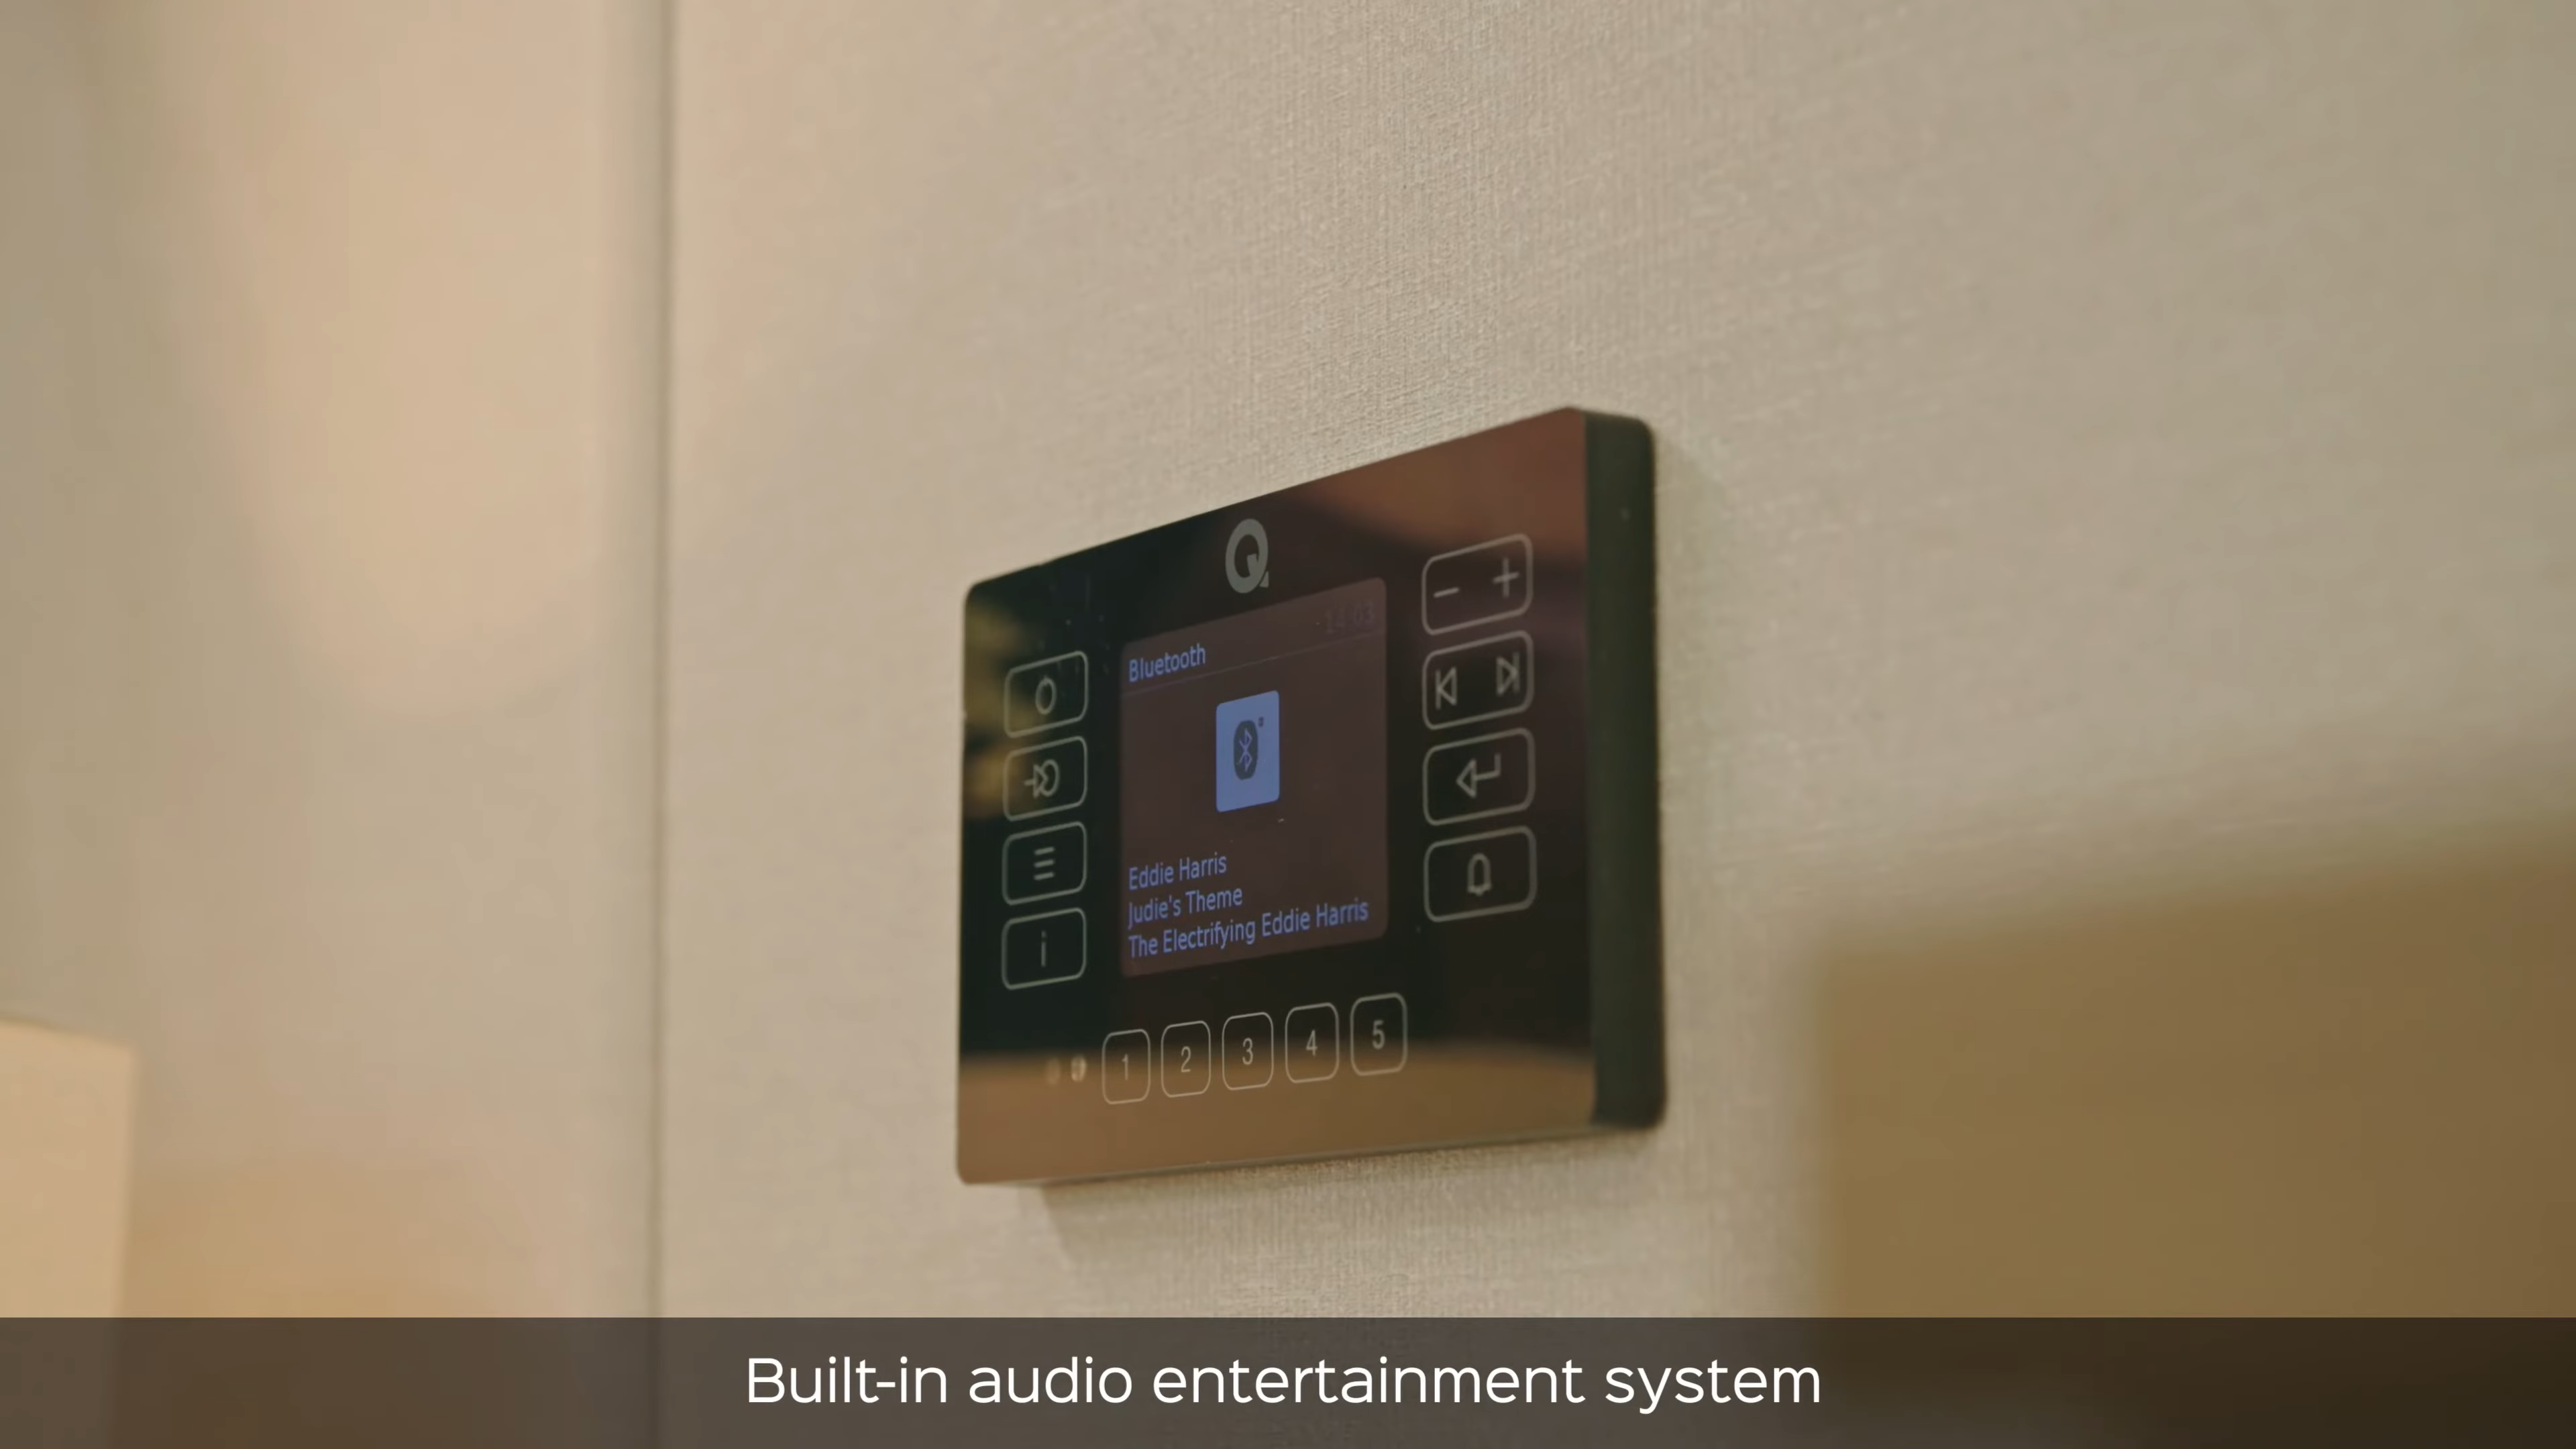 Q
Bluetooth
Eddie Harris
Judie's Theme
The Electrifying Eddie Harris
- +
i
1 2 3 4 5
Built-in audio entertainment system